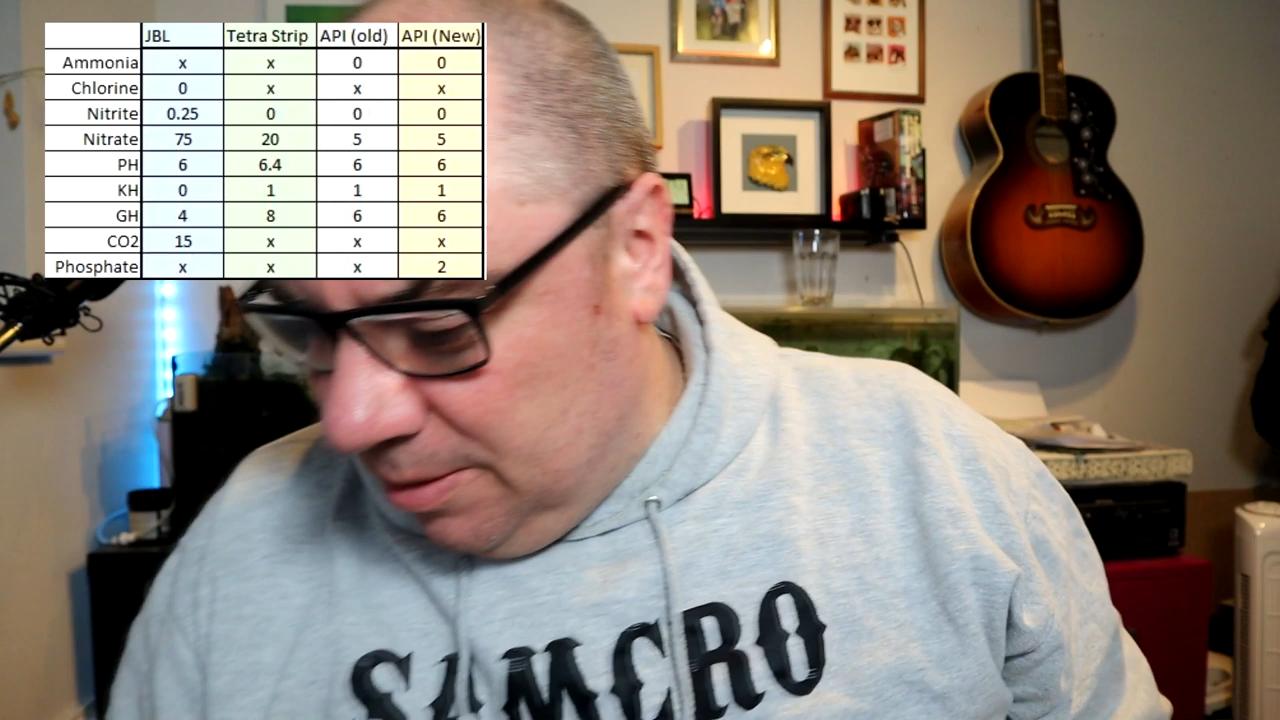 JBL Tetra Strip API (old) API (New)
Ammonia x x 0 0
Chlorine 0 x x x
Nitrite 0.25 0 0 0
Nitrate 75 20 5 5
PH 6 6.4 6 6
KH 0 1 1 1
GH 4 8 6 6
CO2 15 x x x
Phosphate x x x 2
SAMCRO